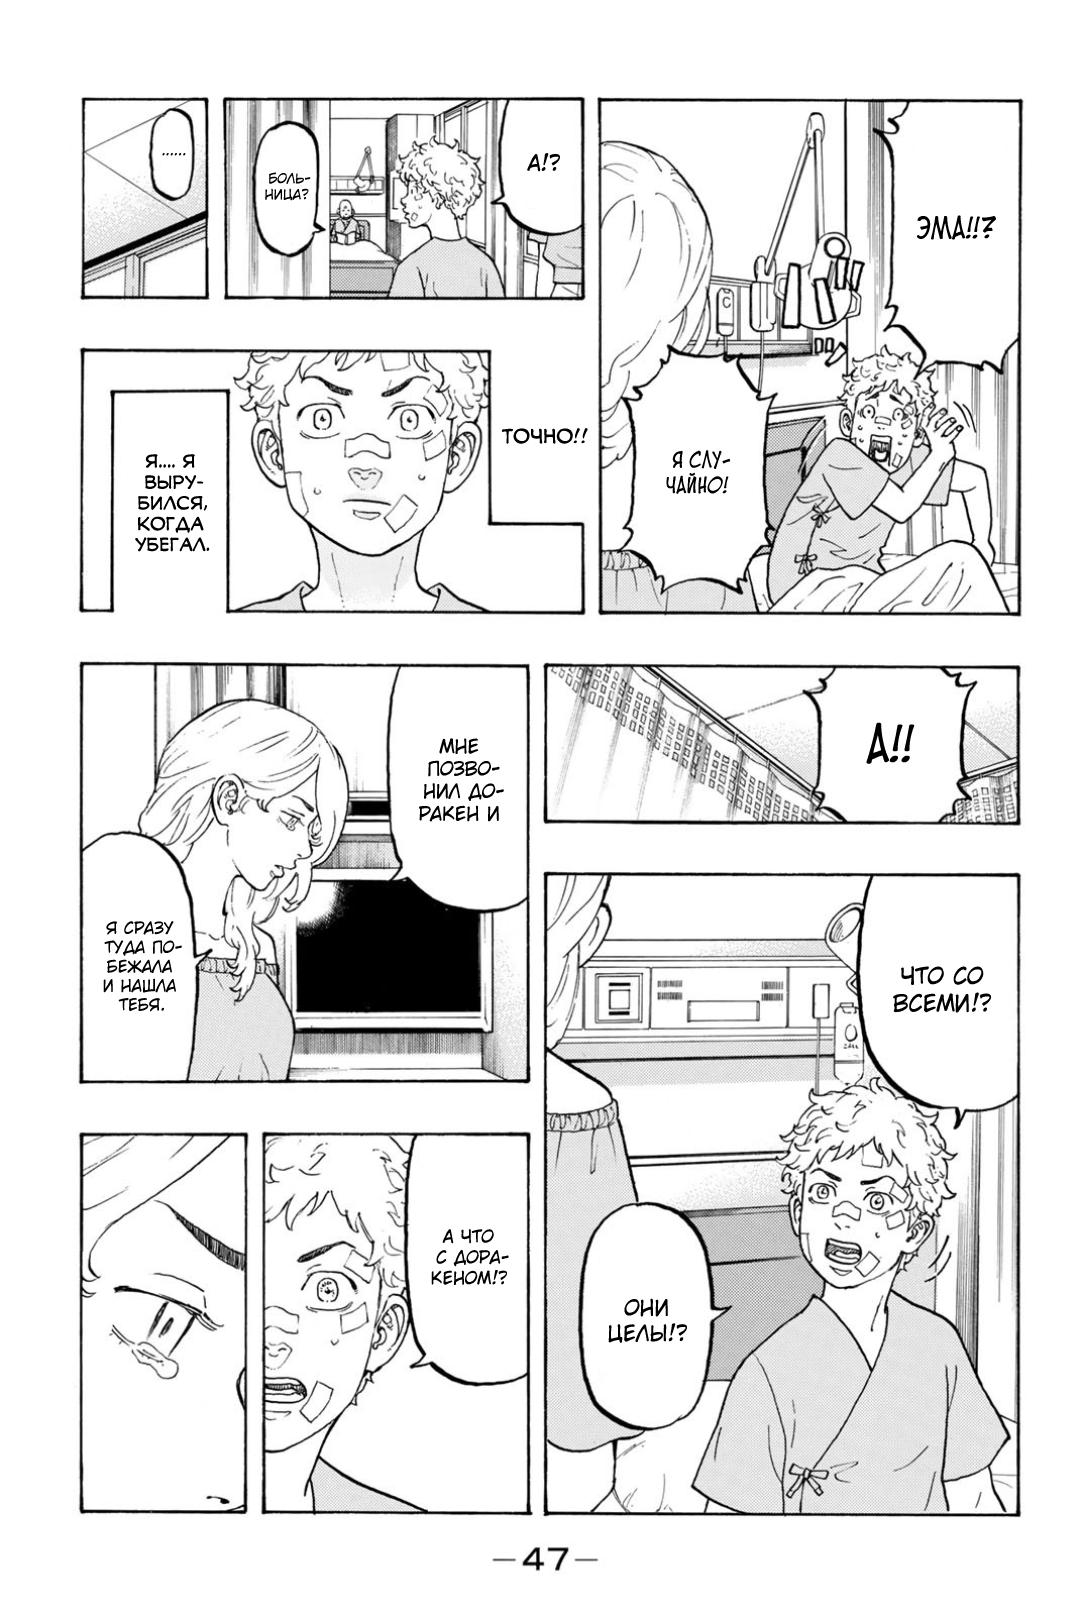 ЭМА!!?
Я СЛУ-
ЧАЙНО!
А!?
БОЛЬ-
НИЦА?
.......
ТОЧНО!!
Я.... Я
ВЫРУ-
БИЛСЯ,
КОГДА
УБЕГАЛ.
А!!
ЧТО СО
ВСЕМИ!?
ОНИ
ЦЕЛЫ!?
МНЕ
ПОЗВО-
НИЛ ДО-
РАКЕН И
Я СРАЗУ
ТУДА ПО-
БЕЖАЛА
И НАШЛА
ТЕБЯ.
А ЧТО
С ДОРА-
КЕНОМ!?
—47—